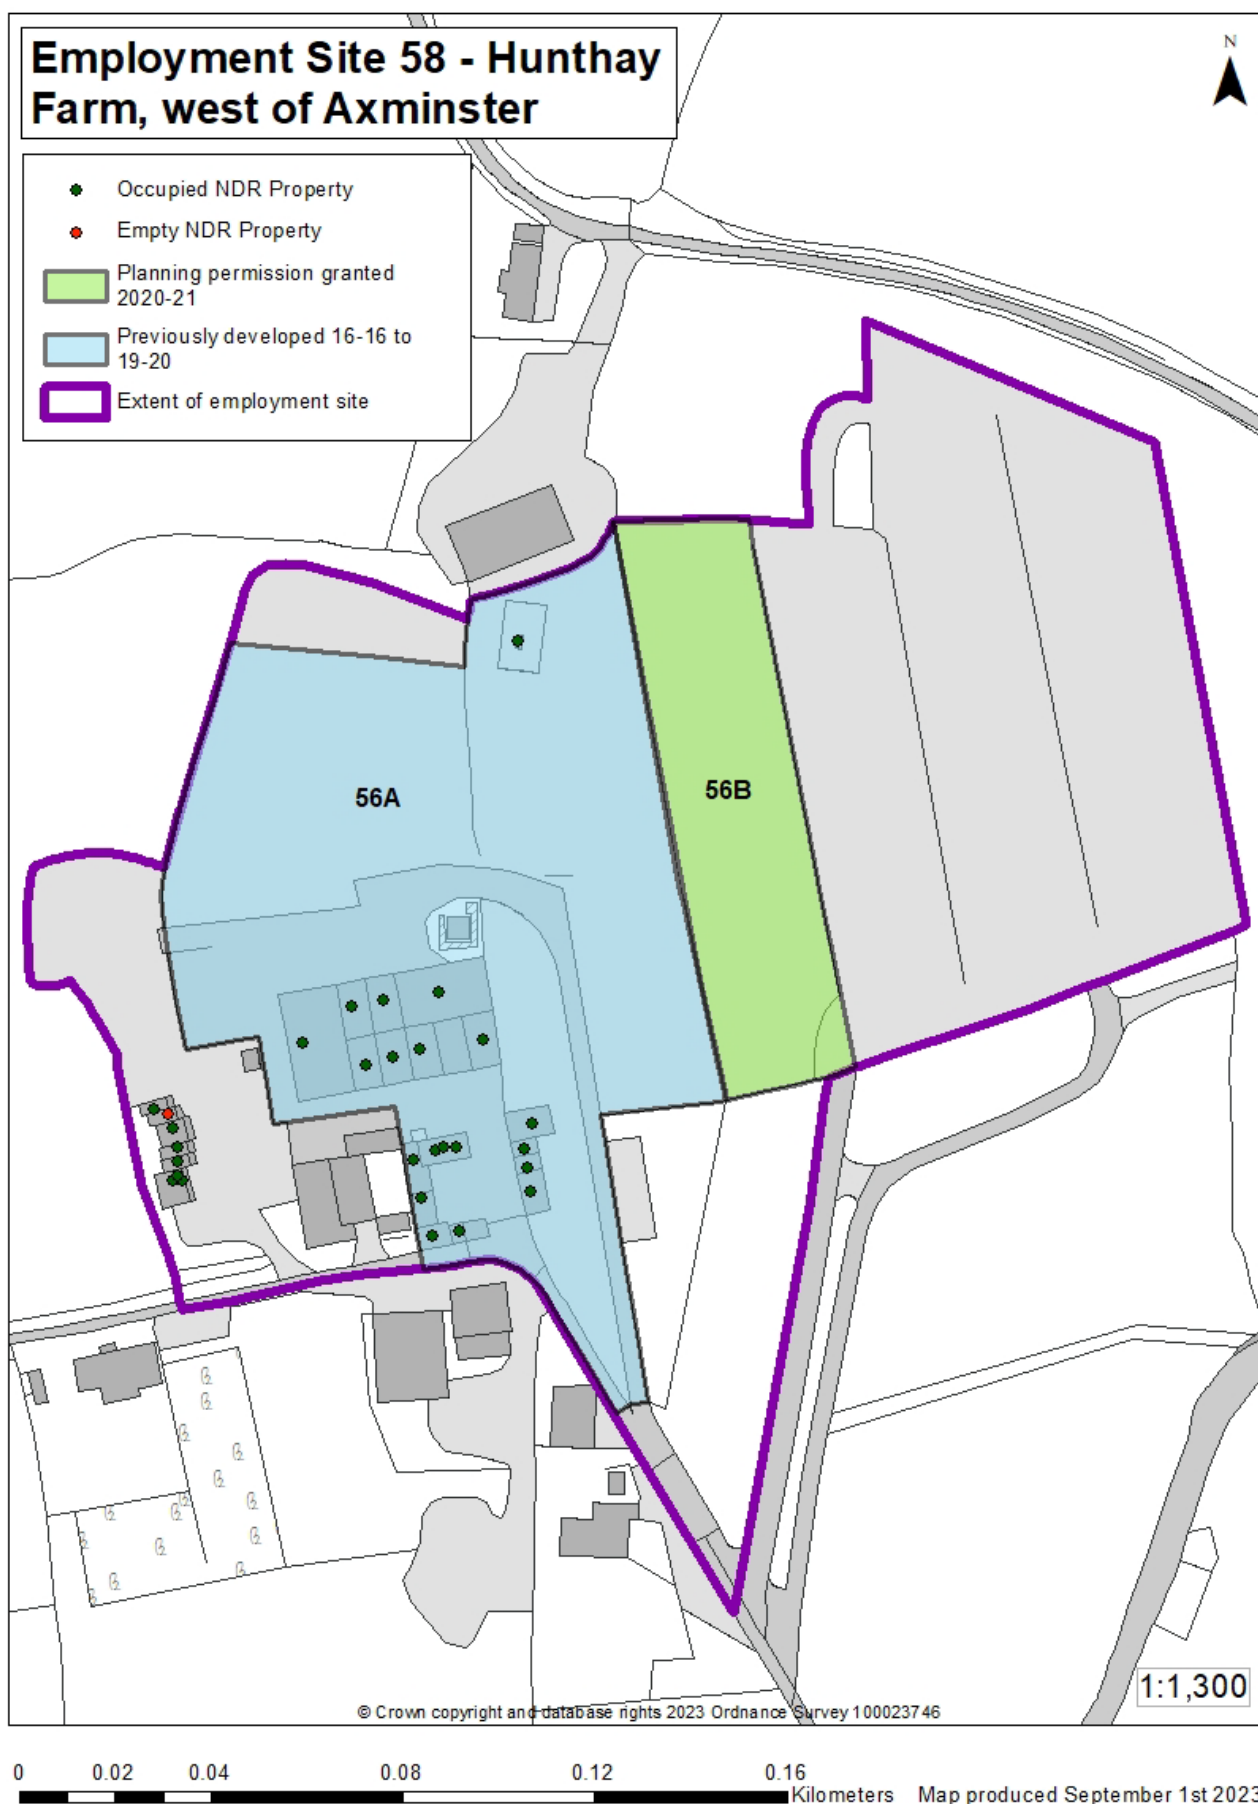 Employment Site 58 - Hunthay
Farm, west of Axminster
N
Occupied NDR Property
Empty NDR Property
Planning permission granted
2020-21
Previously developed 16-16 to
19-20
Extent of employment site
56A
56B
1:1,300
© Crown copyright and database rights 2023 Ordnance Survey 100023746
0 0.02 0.04 0.08 0.12 0.16
Kilometers Map produced September 1st 2023